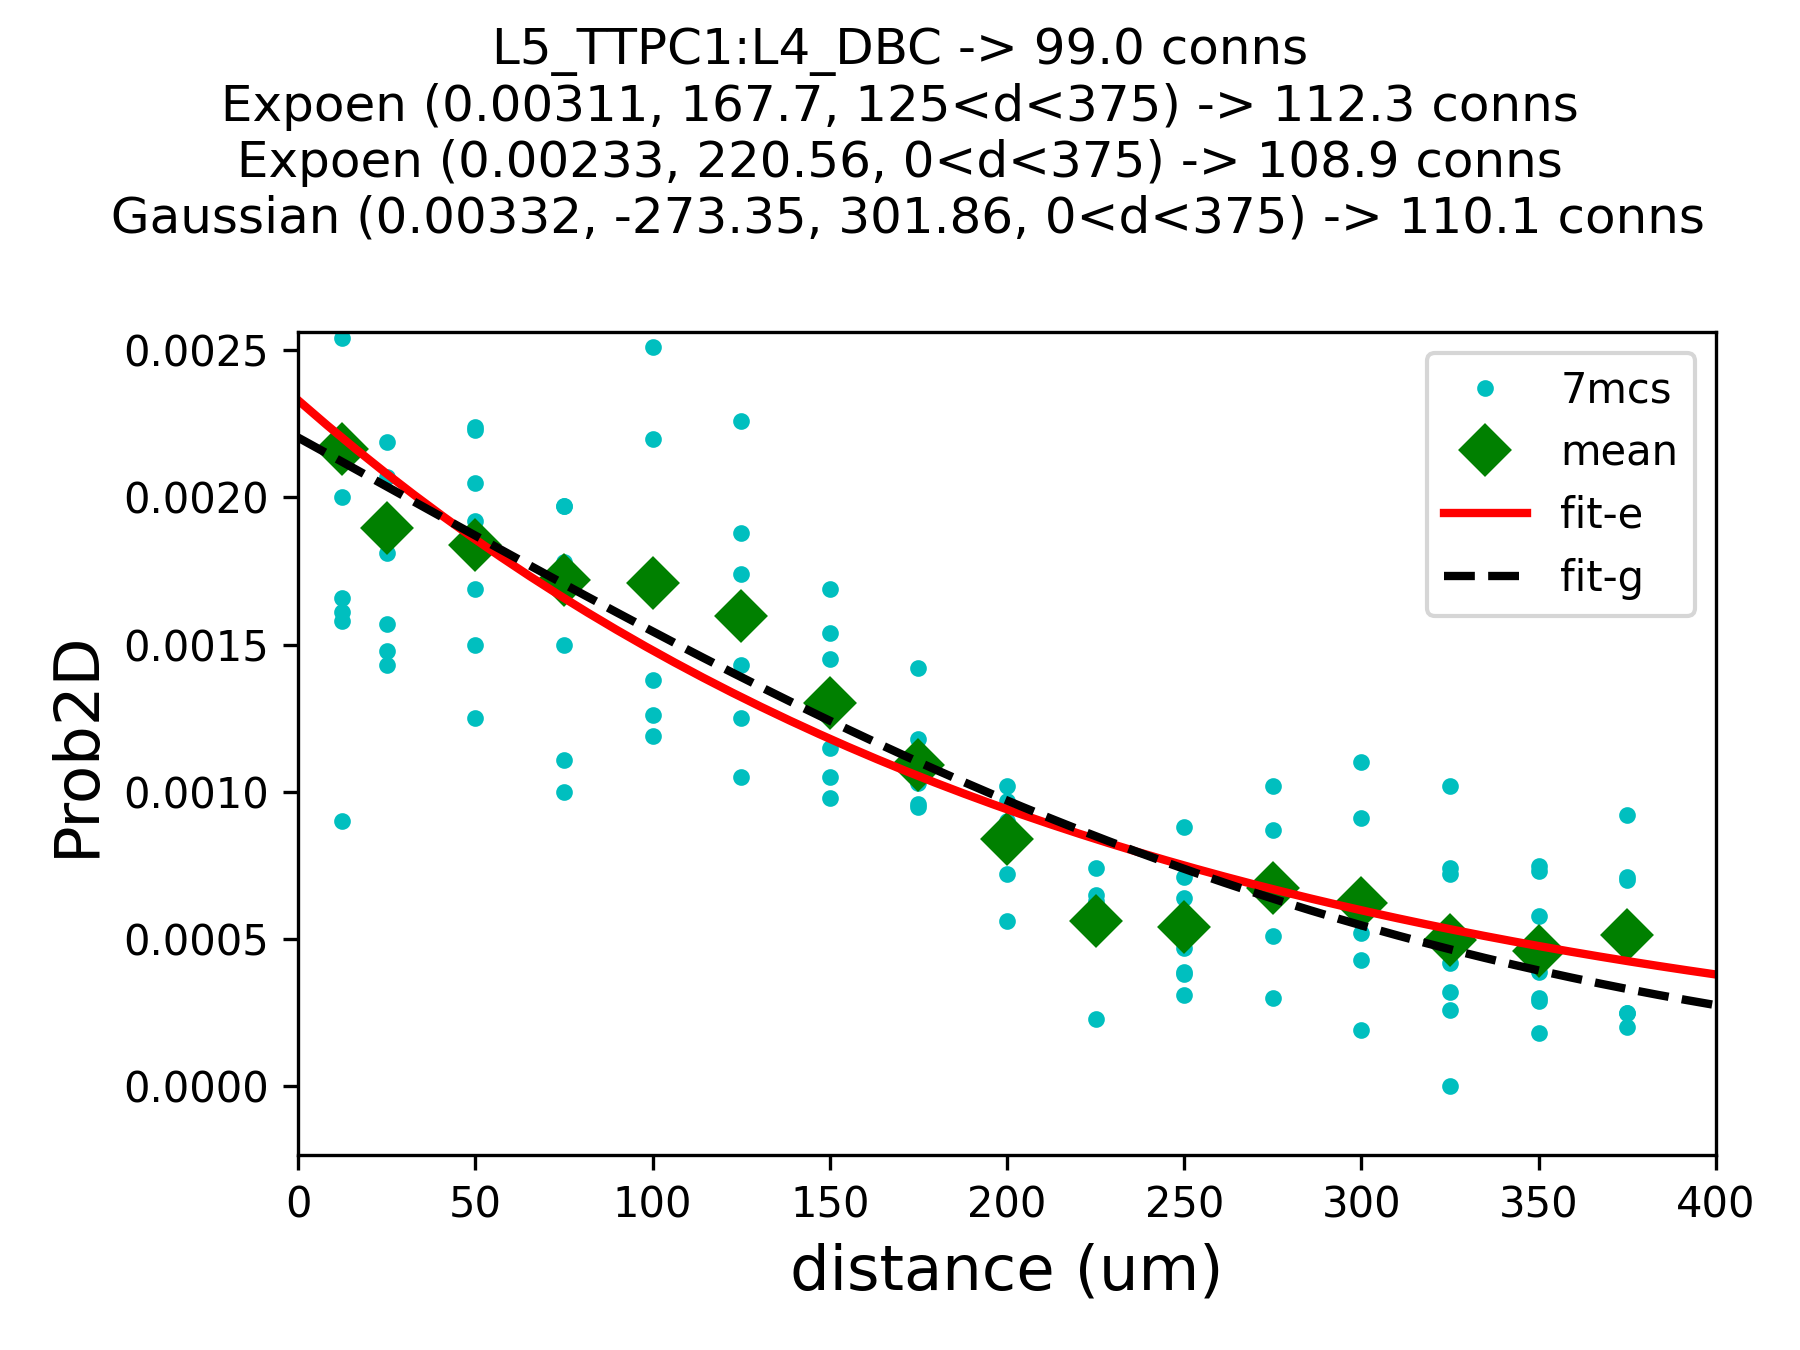 L5_TTPC1:L4_DBC -> 99.0 conns
Expoen (0.00311, 167.7, 125<d<375) -> 112.3 conns
Expoen (0.00233, 220.56, 0<d<375) -> 108.9 conns
Gaussian (0.00332, -273.35, 301.86, 0<d<375) -> 110.1 conns
0.0025
0.0020
0.0015
0.0010
0.0005
0.0000
Prob2D
7mcs
mean
fit-e
fit-g
0 50 100 150 200 250 300 350 400
distance (um)